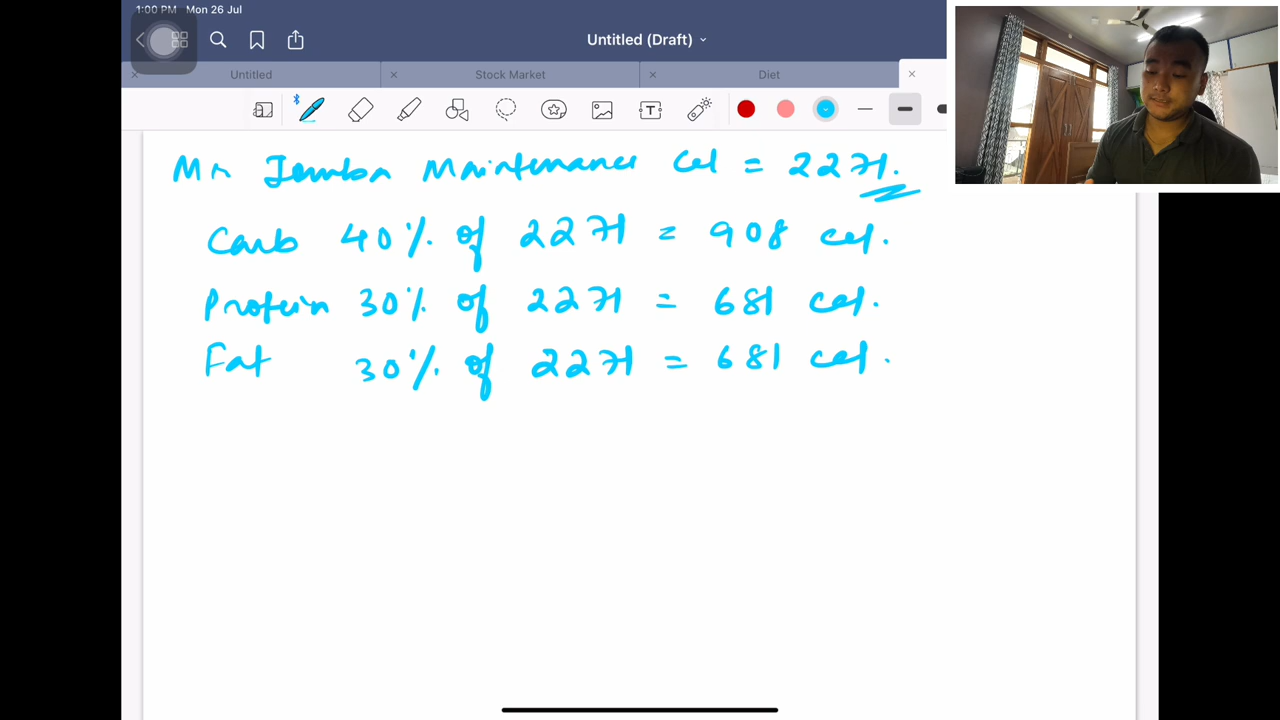 1:00 PM Mon 26 Jul
Untitled (Draft)
Untitled
Stock Market
Diet
T
Mr Jemba Maintenance Cal = 2271.
Carb 40% of 2271 = 908 cal.
Protein 30% of 2271 = 681 cal.
Fat 30% of 2271 = 681 cal.